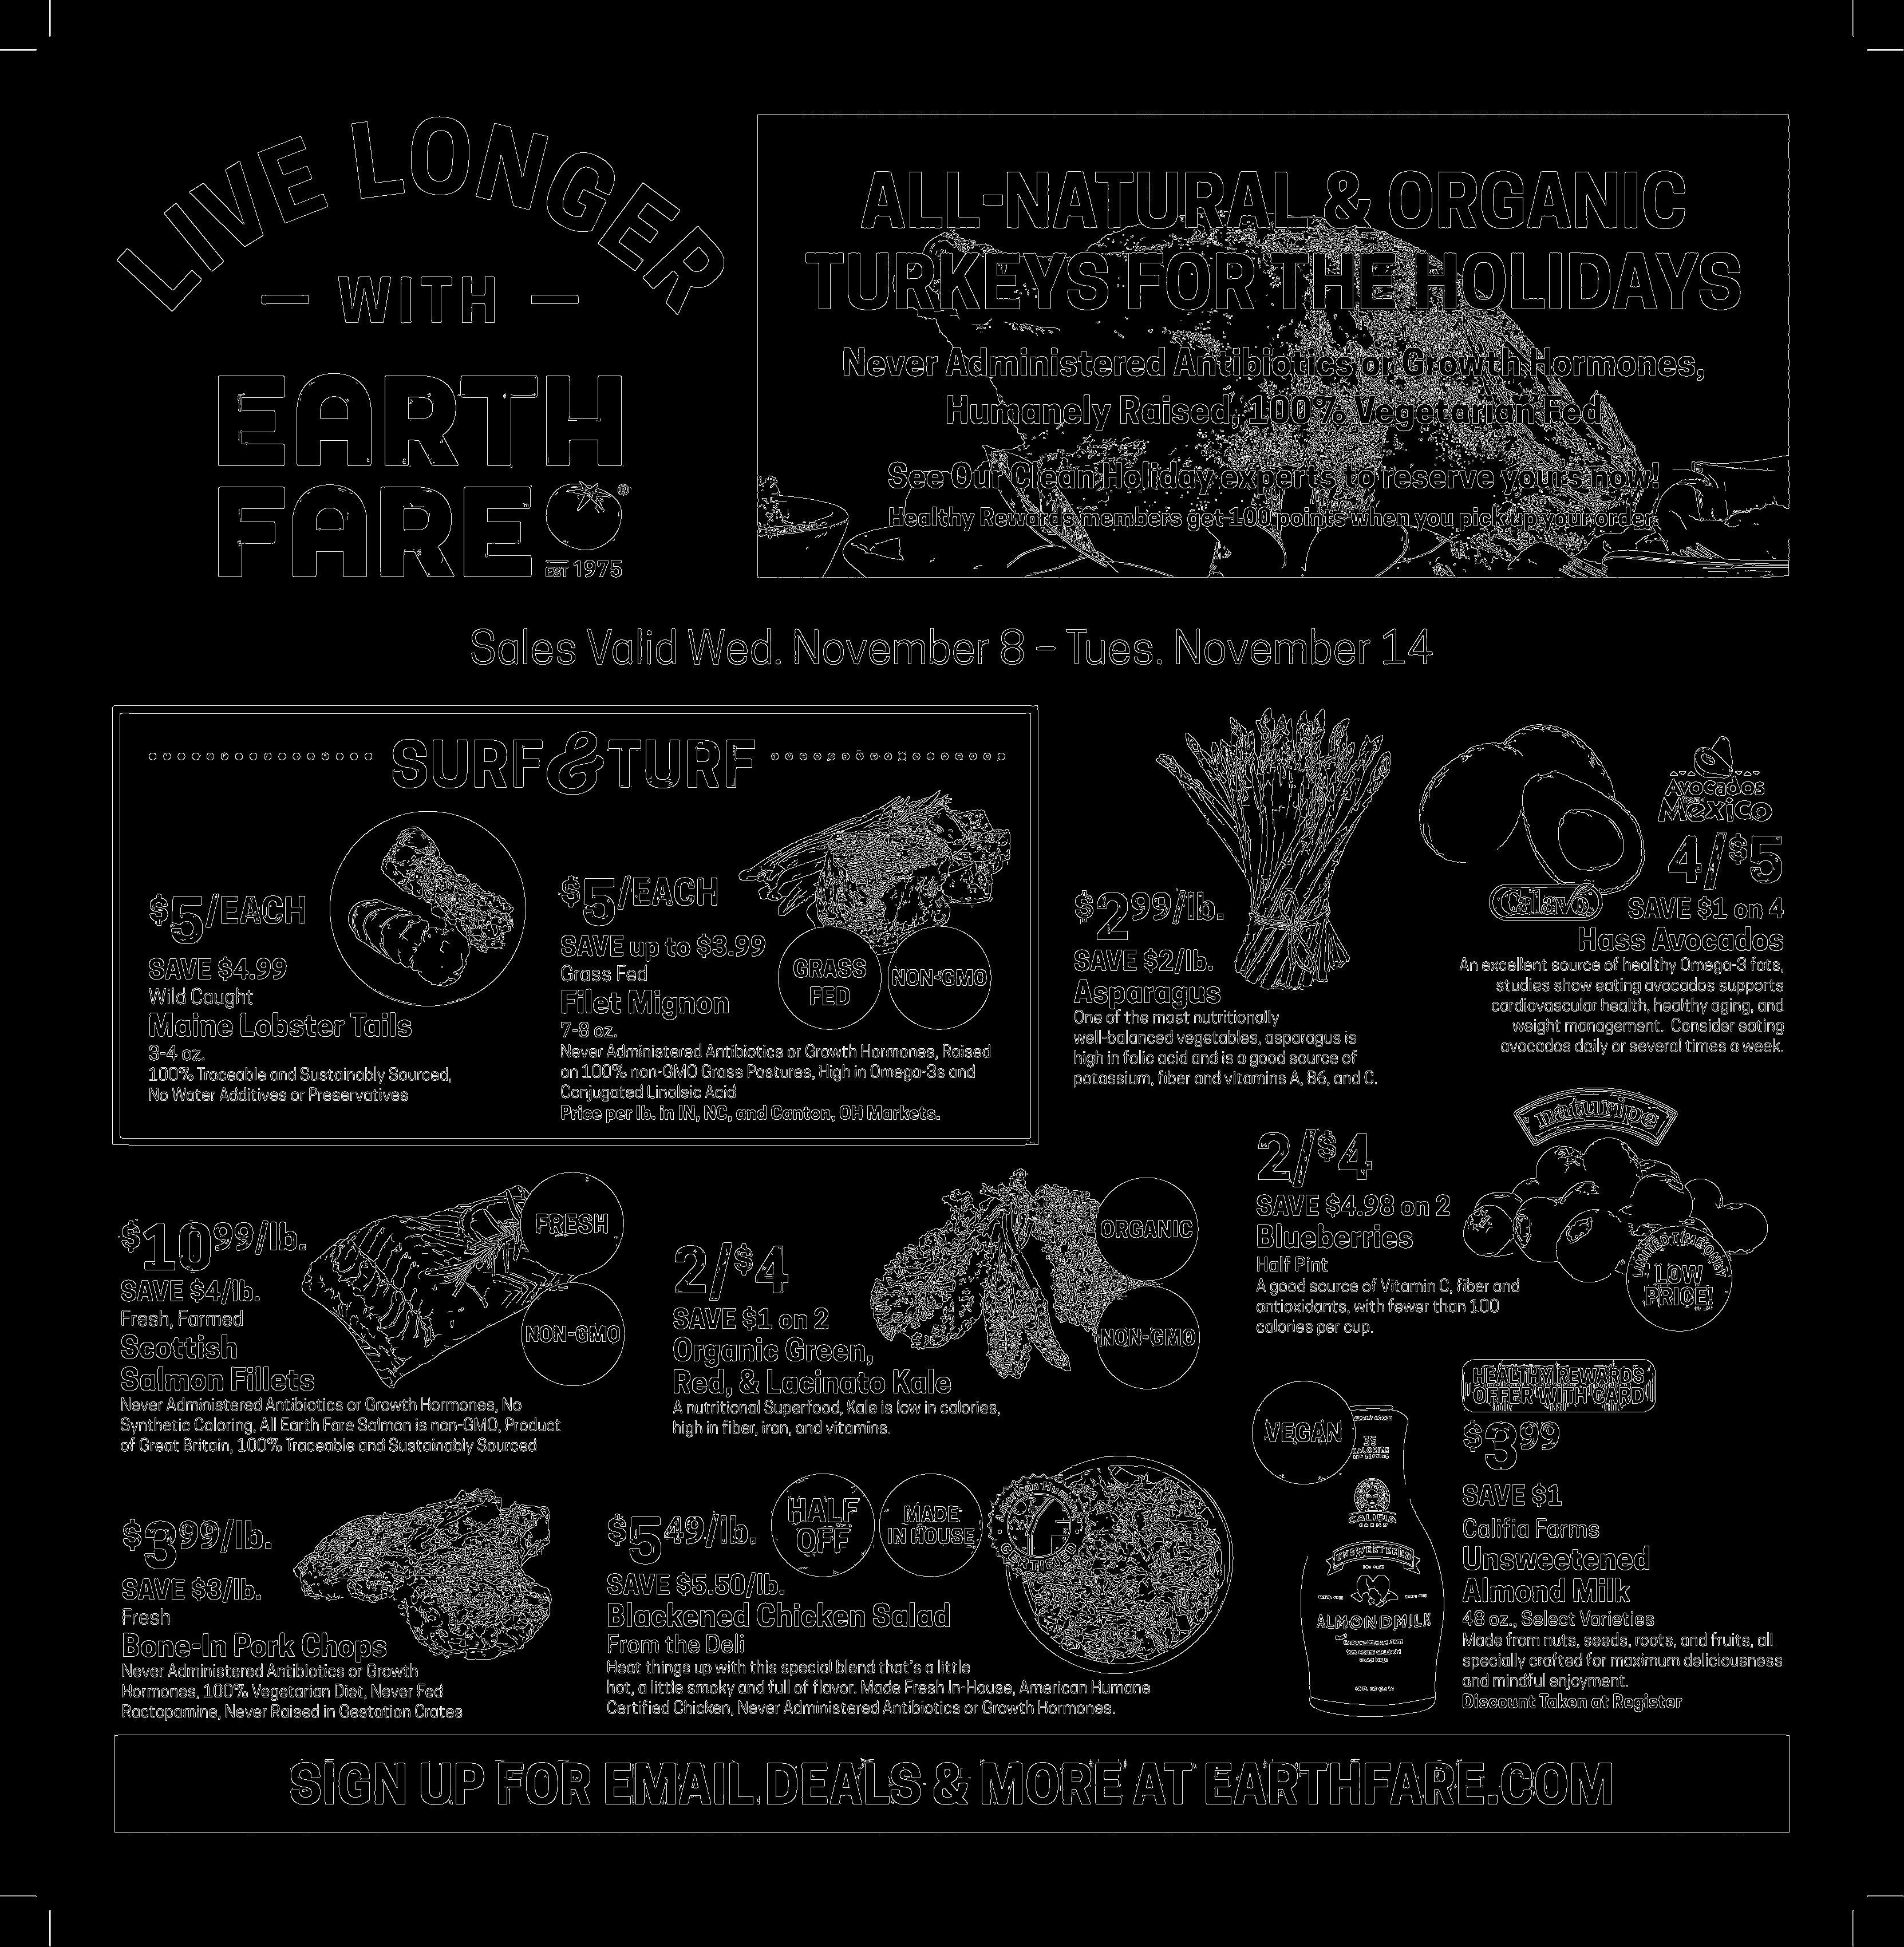 LIVE LONGER
— WITH —
EARTH
FARE
®
EST 1975
ALL-NATURAL & ORGANIC
TURKEYS FOR THE HOLIDAYS
Never Administered Antibiotics or Growth Hormones,
Humanely Raised, 100% Vegetarian Fed
See Our Clean Holiday experts to reserve yours now!
Healthy Rewards members get 100 points when you pick up your order.
Sales Valid Wed. November 8 – Tues. November 14
SURF & TURF
$5/EACH
SAVE $4.99
Wild Caught
Maine Lobster Tails
3-4 oz.
100% Traceable and Sustainably Sourced,
No Water Additives or Preservatives
$5/EACH
SAVE up to $3.99
Grass Fed
Filet Mignon
7-8 oz.
Never Administered Antibiotics or Growth Hormones, Raised
on 100% non-GMO Grass Pastures, High in Omega-3s and
Conjugated Linoleic Acid
Price per lb. in IN, NC, and Canton, OH Markets.
GRASS
FED
NON-GMO
$2 99/lb.
SAVE $2/lb.
Asparagus
One of the most nutritionally
well-balanced vegetables, asparagus is
high in folic acid and is a good source of
potassium, fiber and vitamins A, B6, and C.
Avocados
Mexico
4/$5
Calavo
SAVE $1 on 4
Hass Avocados
An excellent source of healthy Omega-3 fats,
studies show eating avocados supports
cardiovascular health, healthy aging, and
weight management. Consider eating
avocados daily or several times a week.
naturipe
2/$4
SAVE $4.98 on 2
Blueberries
Half Pint
A good source of Vitamin C, fiber and
antioxidants, with fewer than 100
calories per cup.
LIMITED TIME ONLY
LOW
PRICE!
$10 99/lb.
SAVE $4/lb.
Fresh, Farmed
Scottish
Salmon Fillets
Never Administered Antibiotics or Growth Hormones, No
Synthetic Coloring, All Earth Fare Salmon is non-GMO, Product
of Great Britain, 100% Traceable and Sustainably Sourced
FRESH
NON-GMO
2/$4
SAVE $1 on 2
Organic Green,
Red, & Lacinato Kale
A nutritional Superfood, Kale is low in calories,
high in fiber, iron, and vitamins.
ORGANIC
NON-GMO
$3 99/lb.
SAVE $3/lb.
Fresh
Bone-In Pork Chops
Never Administered Antibiotics or Growth
Hormones, 100% Vegetarian Diet, Never Fed
Ractopamine, Never Raised in Gestation Crates
$5 49/lb.
SAVE $5.50/lb.
Blackened Chicken Salad
From the Deli
Heat things up with this special blend that's a little
hot, a little smoky and full of flavor. Made Fresh In-House, American Humane
Certified Chicken, Never Administered Antibiotics or Growth Hormones.
HALF
OFF
MADE
IN HOUSE
American Humane
CERTIFIED
VEGAN
35
CALORIES
CALIFIA
FARMS
UNSWEETENED
ALMONDMILK
HEALTHY REWARDS
OFFER WITH CARD
$3 99
SAVE $1
Califia Farms
Unsweetened
Almond Milk
48 oz., Select Varieties
Made from nuts, seeds, roots, and fruits, all
specially crafted for maximum deliciousness
and mindful enjoyment.
Discount Taken at Register
SIGN UP FOR EMAIL DEALS & MORE AT EARTHFARE.COM